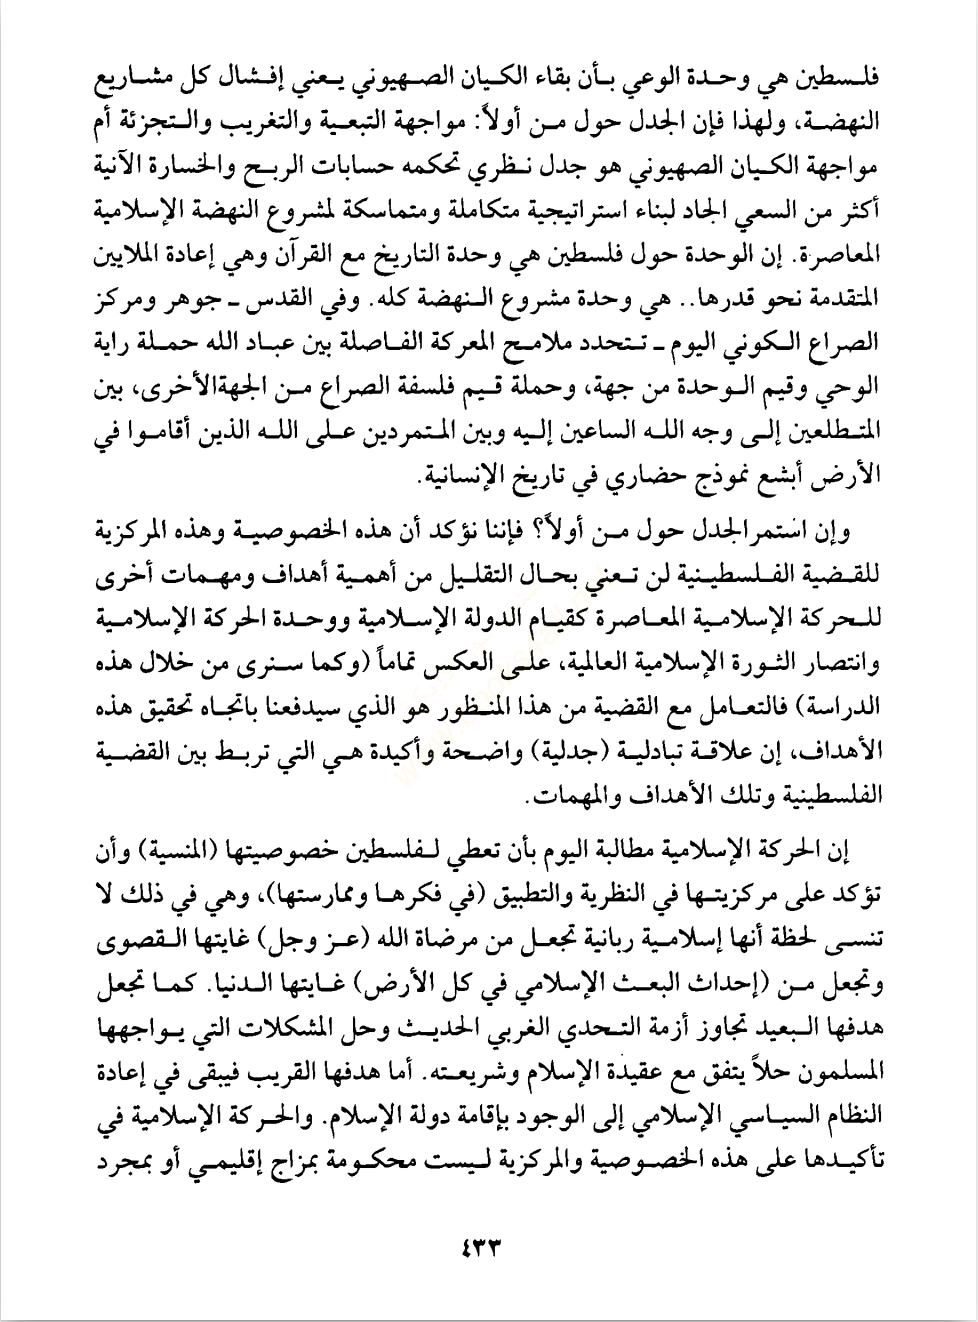 فلسطين هي وحدة الوعي بأن بقاء الكيان الصهيوني يعني إفشال كل مشاريع
النهضة، ولهذا فإن الجدل حول من أولاً: مواجهة التبعية والتغريب والتجزئة أم
مواجهة الكيان الصهيوني هو جدل نظري تحكمه حسابات الربح والخسارة الآنية
أكثر من السعي الجاد لبناء استراتيجية متكاملة ومتماسكة لمشروع النهضة الإسلامية
المعاصرة. إن الوحدة حول فلسطين هي وحدة التاريخ مع القرآن وهي إعادة الملايين
المتقدمة نحو قدرها.. هي وحدة مشروع النهضة كله. وفي القدس ـ جوهر ومركز
الصراع الكوني اليوم ـ تتحدد ملامح المعركة الفاصلة بين عباد الله حملة راية
الوحي وقيم الوحدة من جهة، وحملة قيم فلسفة الصراع من الجهةالأخرى، بين
المتطلعين إلى وجه الله الساعين إليه وبين المتمردين على الله الذين أقاموا في
الأرض أبشع نموذج حضاري في تاريخ الإنسانية.
وإن استمر الجدل حول من أولاً؟ فإننا نؤكد أن هذه الخصوصية وهذه المركزية
للقضية الفلسطينية لن تعني بحال التقليل من أهمية أهداف ومهمات أخرى
للحركة الإسلامية المعاصرة كقيام الدولة الإسلامية ووحدة الحركة الإسلامية
وانتصار الثورة الإسلامية العالمية، على العكس تماماً (وكما سنرى من خلال هذه
الدراسة) فالتعامل مع القضية من هذا المنظور هو الذي سيدفعنا باتجاه تحقيق هذه
الأهداف، إن علاقة تبادلية (جدلية) واضحة وأكيدة هي التي تربط بين القضية
الفلسطينية وتلك الأهداف والمهمات.
إن الحركة الإسلامية مطالبة اليوم بأن تعطي لفلسطين خصوصيتها (المنسية) وأن
تؤكد على مركزيتها في النظرية والتطبيق (في فكرها وممارستها)، وهي في ذلك لا
تنسى لحظة أنها إسلامية ربانية تجعل من مرضاة الله (عز وجل) غايتها القصوى
وتجعل من (إحداث البعث الإسلامي في كل الأرض) غايتها الدنيا. كما تجعل
هدفها البعيد تجاوز أزمة التحدي الغربي الحديث وحل المشكلات التي يواجهها
المسلمون حلاً يتفق مع عقيدة الإسلام وشريعته. أما هدفها القريب فيبقى في إعادة
النظام السياسي الإسلامي إلى الوجود بإقامة دولة الإسلام. والحركة الإسلامية في
تأكيدها على هذه الخصوصية والمركزية ليست محكومة بمزاج إقليمي أو بمجرد
٤٣٣